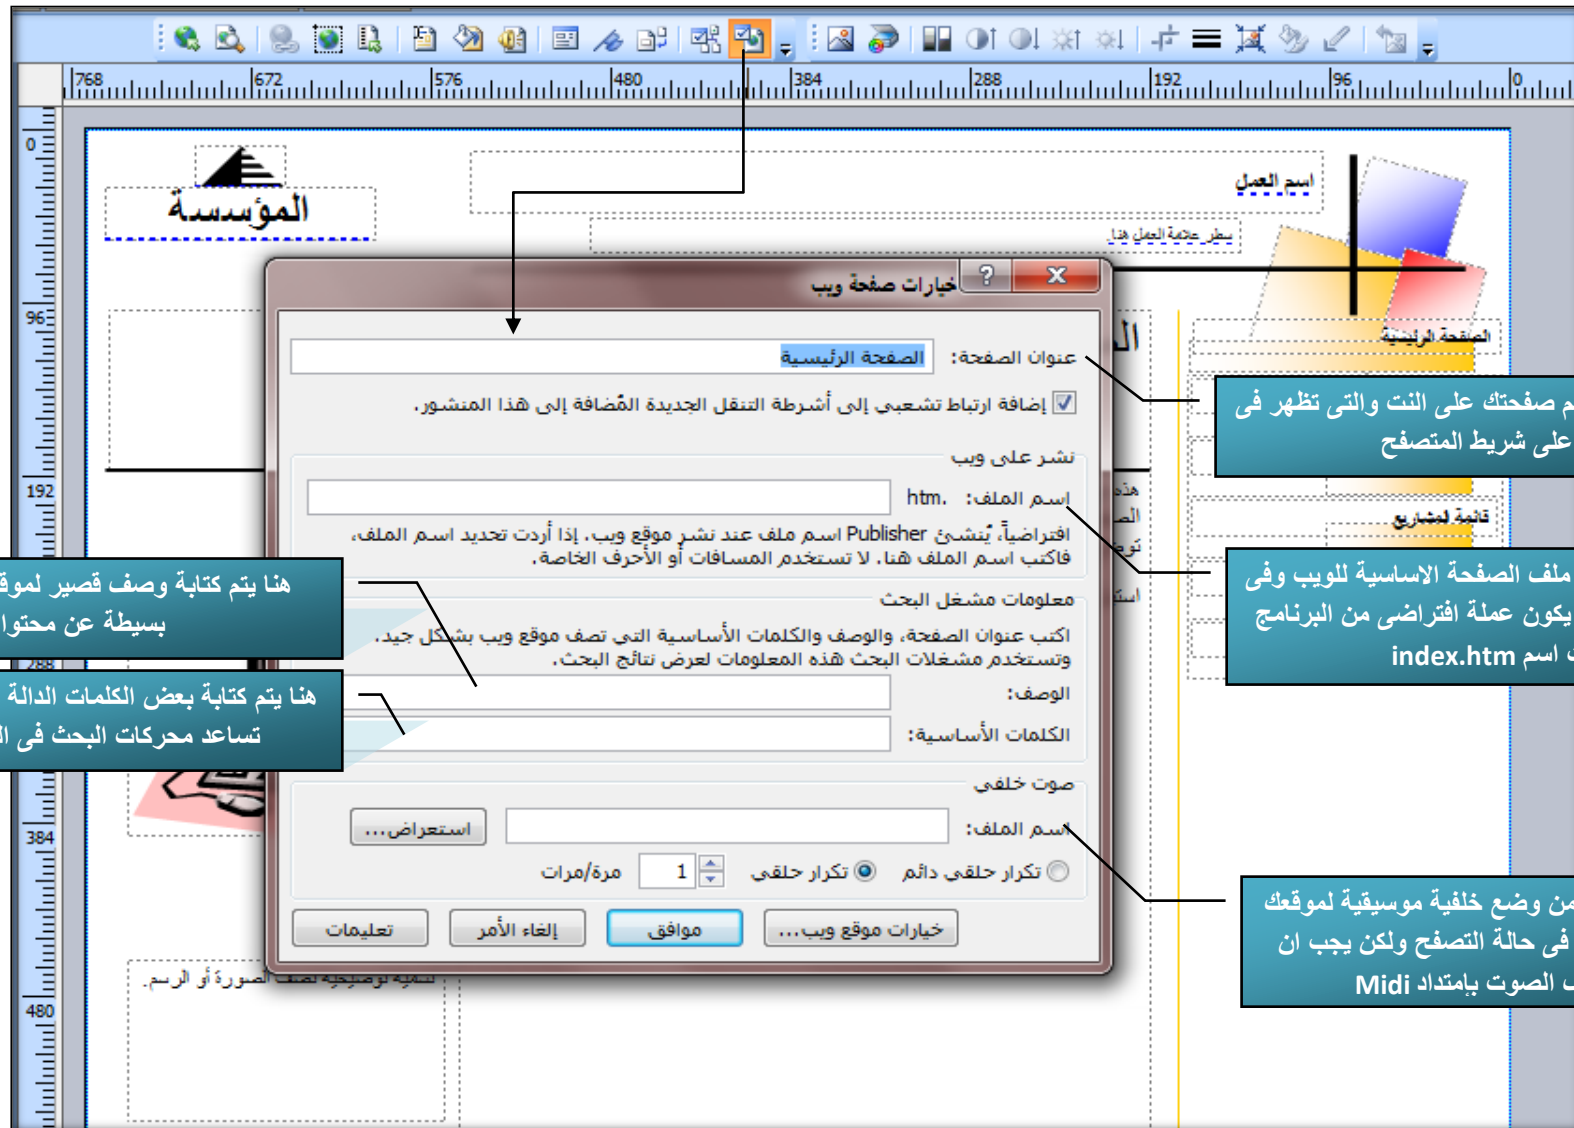 768 672 576 480 384 288 192 96 0
0
96
192
288
384
480
المؤسسة
اسم العمل
سطر علامة العمل هنا.
الصفحة الرئيسية
قائمة المشاريع
خيارات صفحة ويب
عنوان الصفحة: الصفحة الرئيسية
إضافة ارتباط تشعبي إلى أشرطة التنقل الجديدة المُضافة إلى هذا المنشور.
نشر على ويب
اسم الملف: .htm
افتراضياً، يُنشئ Publisher اسم ملف عند نشر موقع ويب. إذا أردت تحديد اسم الملف،
فاكتب اسم الملف هنا. لا تستخدم المسافات أو الأحرف الخاصة.
معلومات مشغل البحث
اكتب عنوان الصفحة، والوصف والكلمات الأساسية التي تصف موقع ويب بشكل جيد.
وتستخدم مشغلات البحث هذه المعلومات لعرض نتائج البحث.
الوصف:
الكلمات الأساسية:
صوت خلفي
اسم الملف:
استعراض...
تكرار حلقي دائم
تكرار حلقي
1
مرة/مرات
خيارات موقع ويب...
موافق
إلغاء الأمر
تعليمات
هذه
است
صفحتك على النت والتى تظهر فى
على شريط المتصفح
ملف الصفحة الاساسية للويب وفى
يكون عملة افتراضى من البرنامج
اسم index.htm
هنا يتم كتابة وصف قصير
بسيطة عن
هنا يتم كتابة بعض الكلمات الدالة
تساعد محركات البحث فى
من وضع خلفية موسيقية لموقعك
فى حالة التصفح ولكن يجب ان
الصوت بإمتداد Midi
الصورة أو الرسم.